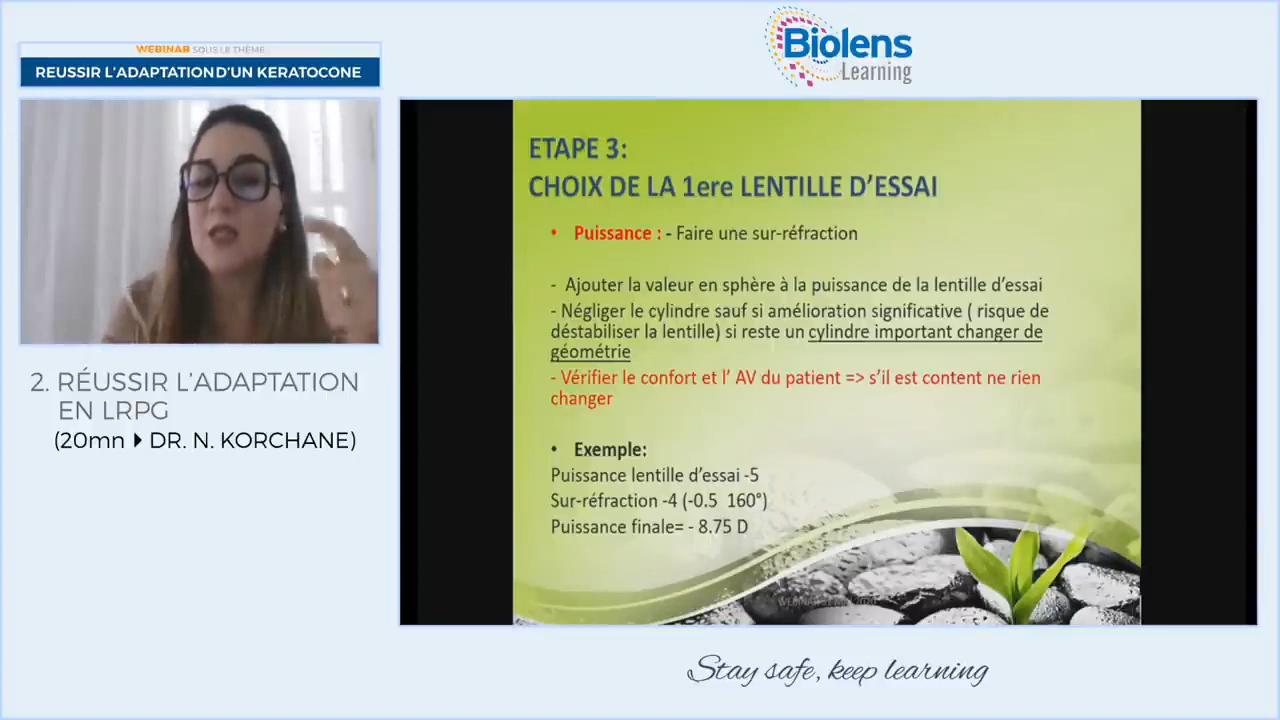 Biolens
Learning
WEBINAR SOUS LE THÈME
REUSSIR L'ADAPTATION D'UN KERATOCONE
2. RÉUSSIR L'ADAPTATION
EN LRPG
(20mn DR. N. KORCHANE)
ETAPE 3:
CHOIX DE LA 1ere LENTILLE D'ESSAI
• Puissance : - Faire une sur-réfraction
- Ajouter la valeur en sphère à la puissance de la lentille d'essai
- Négliger le cylindre sauf si amélioration significative ( risque de
déstabiliser la lentille) si reste un cylindre important changer de
géométrie
- Vérifier le confort et l' AV du patient => s'il est content ne rien
changer
• Exemple:
Puissance lentille d'essai -5
Sur-réfraction -4 (-0.5 160°)
Puissance finale= - 8.75 D
Stay safe, keep learning